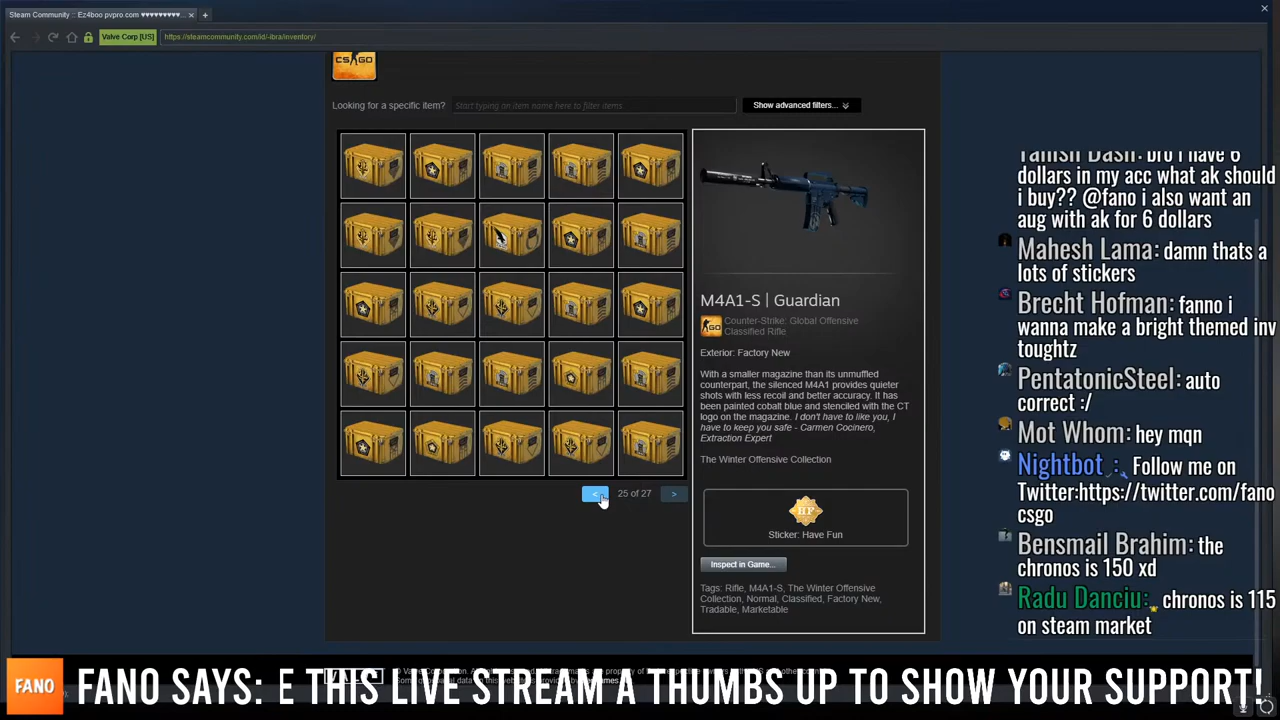 Steam Community :: Ez4boo pvpro com ♥♥♥♥♥♥♥♥♥...
Valve Corp [US]
https://steamcommunity.com/id/-ibra/inventory/
CS:GO
Looking for a specific item?
Start typing an item name here to filter items.
Show advanced filters...
M4A1-S | Guardian
Counter-Strike: Global Offensive
Classified Rifle
Exterior: Factory New
With a smaller magazine than its unmuffled
counterpart, the silenced M4A1 provides quieter
shots with less recoil and better accuracy. It has
been painted cobalt blue and stenciled with the CT
logo on the magazine. I don't have to like you, I
have to keep you safe - Carmen Cocinero,
Extraction Expert
The Winter Offensive Collection
HF
Sticker: Have Fun
Inspect in Game...
Tags: Rifle, M4A1-S, The Winter Offensive
Collection, Normal, Classified, Factory New,
Tradable, Marketable
< 25 of 27 >
Tanish Dash: bro i have 6
dollars in my acc what ak should
i buy?? @fano i also want an
aug with ak for 6 dollars
Mahesh Lama: damn thats a
lots of stickers
Brecht Hofman: fanno i
wanna make a bright themed inv
toughtz
PentatonicSteel: auto
correct :/
Mot Whom: hey mqn
Nightbot : Follow me on
Twitter:https://twitter.com/fano
csgo
Bensmail Brahim: the
chronos is 150 xd
Radu Danciu: chronos is 115
on steam market
FANO
FANO SAYS: E THIS LIVE STREAM A THUMBS UP TO SHOW YOUR SUPPORT!